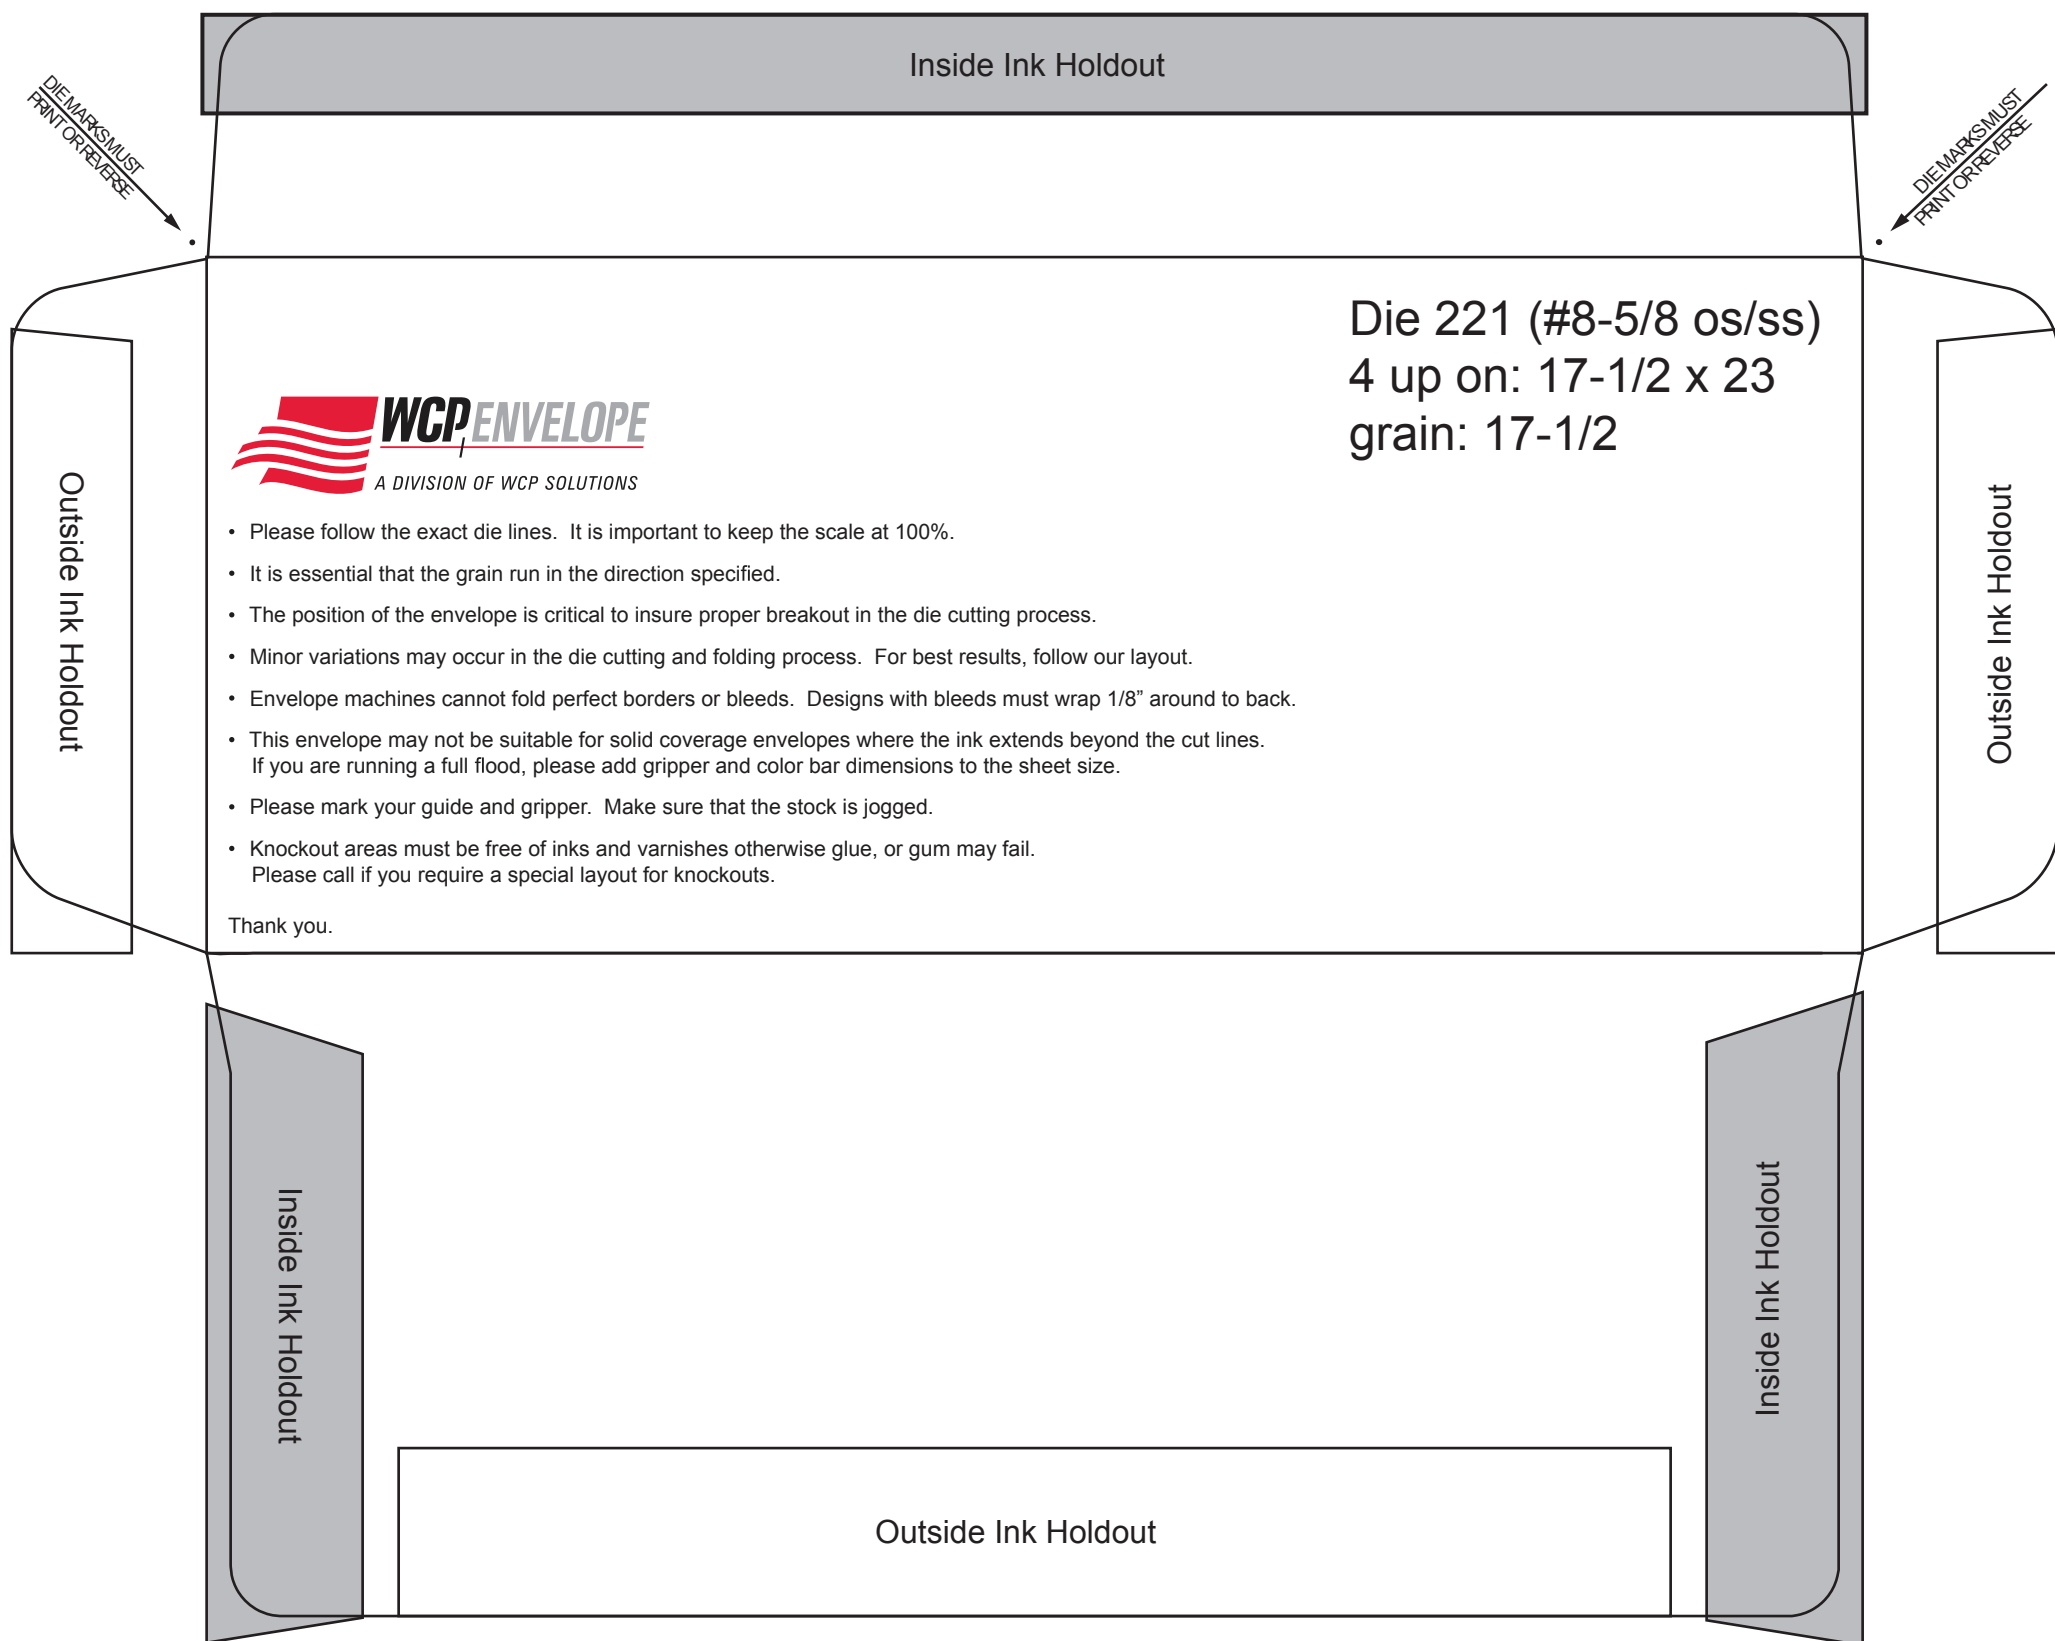 Inside Ink Holdout
DIE MARKS MUST
PRINT OR REVERSE
DIE MARKS MUST
PRINT OR REVERSE
Die 221 (#8-5/8 os/ss)
4 up on: 17-1/2 x 23
grain: 17-1/2
WCP ENVELOPE
A DIVISION OF WCP SOLUTIONS
• Please follow the exact die lines.  It is important to keep the scale at 100%.
• It is essential that the grain run in the direction specified.
• The position of the envelope is critical to insure proper breakout in the die cutting process.
• Minor variations may occur in the die cutting and folding process.  For best results, follow our layout.
• Envelope machines cannot fold perfect borders or bleeds.  Designs with bleeds must wrap 1/8” around to back.
• This envelope may not be suitable for solid coverage envelopes where the ink extends beyond the cut lines.
If you are running a full flood, please add gripper and color bar dimensions to the sheet size.
• Please mark your guide and gripper.  Make sure that the stock is jogged.
• Knockout areas must be free of inks and varnishes otherwise glue, or gum may fail.
Please call if you require a special layout for knockouts.
Thank you.
Outside Ink Holdout
Outside Ink Holdout
Inside Ink Holdout
Inside Ink Holdout
Outside Ink Holdout